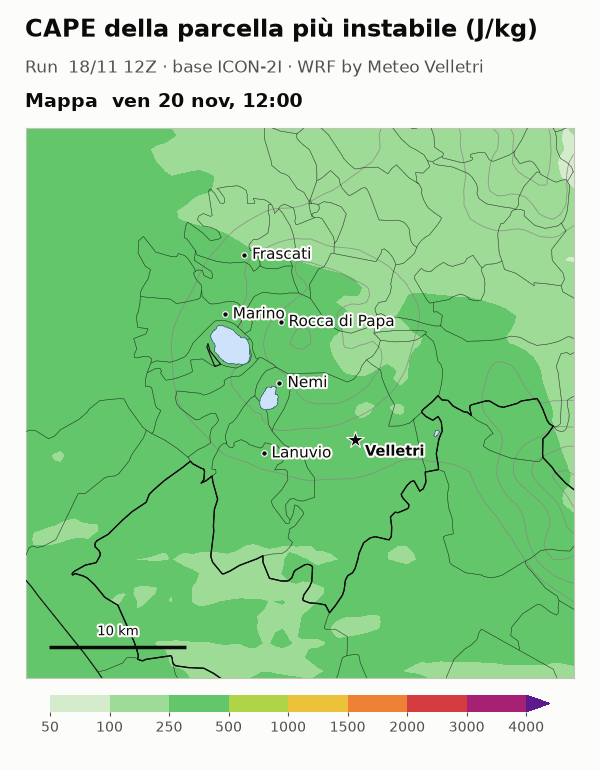 CAPE della parcella più instabile (J/kg)
Run  18/11 12Z · base ICON-2I · WRF by Meteo Velletri
Mappa  ven 20 nov, 12:00
Frascati
Marino
Rocca di Papa
Nemi
Velletri
Lanuvio
10 km
50 100 250 500 1000 1500 2000 3000 4000